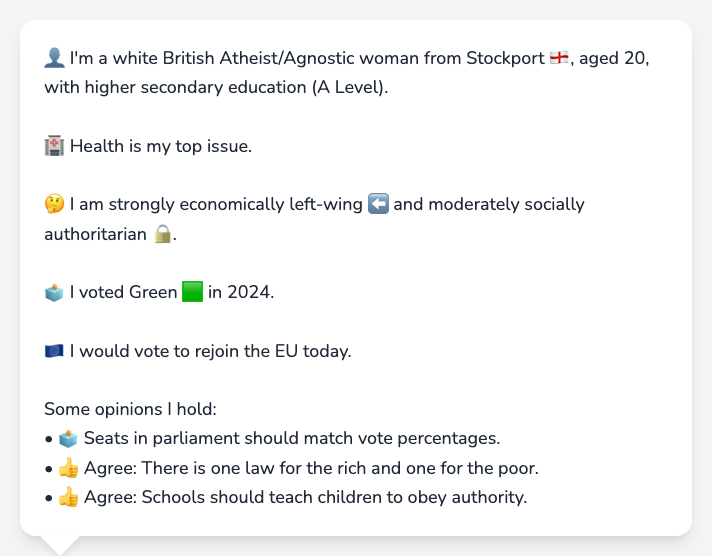 👤 I'm a white British Atheist/Agnostic woman from Stockport 🏴󠁧󠁢󠁥󠁮󠁧󠁿, aged 20,
with higher secondary education (A Level).
🏥 Health is my top issue.
🤔 I am strongly economically left-wing ⬅️ and moderately socially
authoritarian 🔒.
🗳️ I voted Green 🟩 in 2024.
🇪🇺 I would vote to rejoin the EU today.
Some opinions I hold:
• 🗳️ Seats in parliament should match vote percentages.
• 👍 Agree: There is one law for the rich and one for the poor.
• 👍 Agree: Schools should teach children to obey authority.